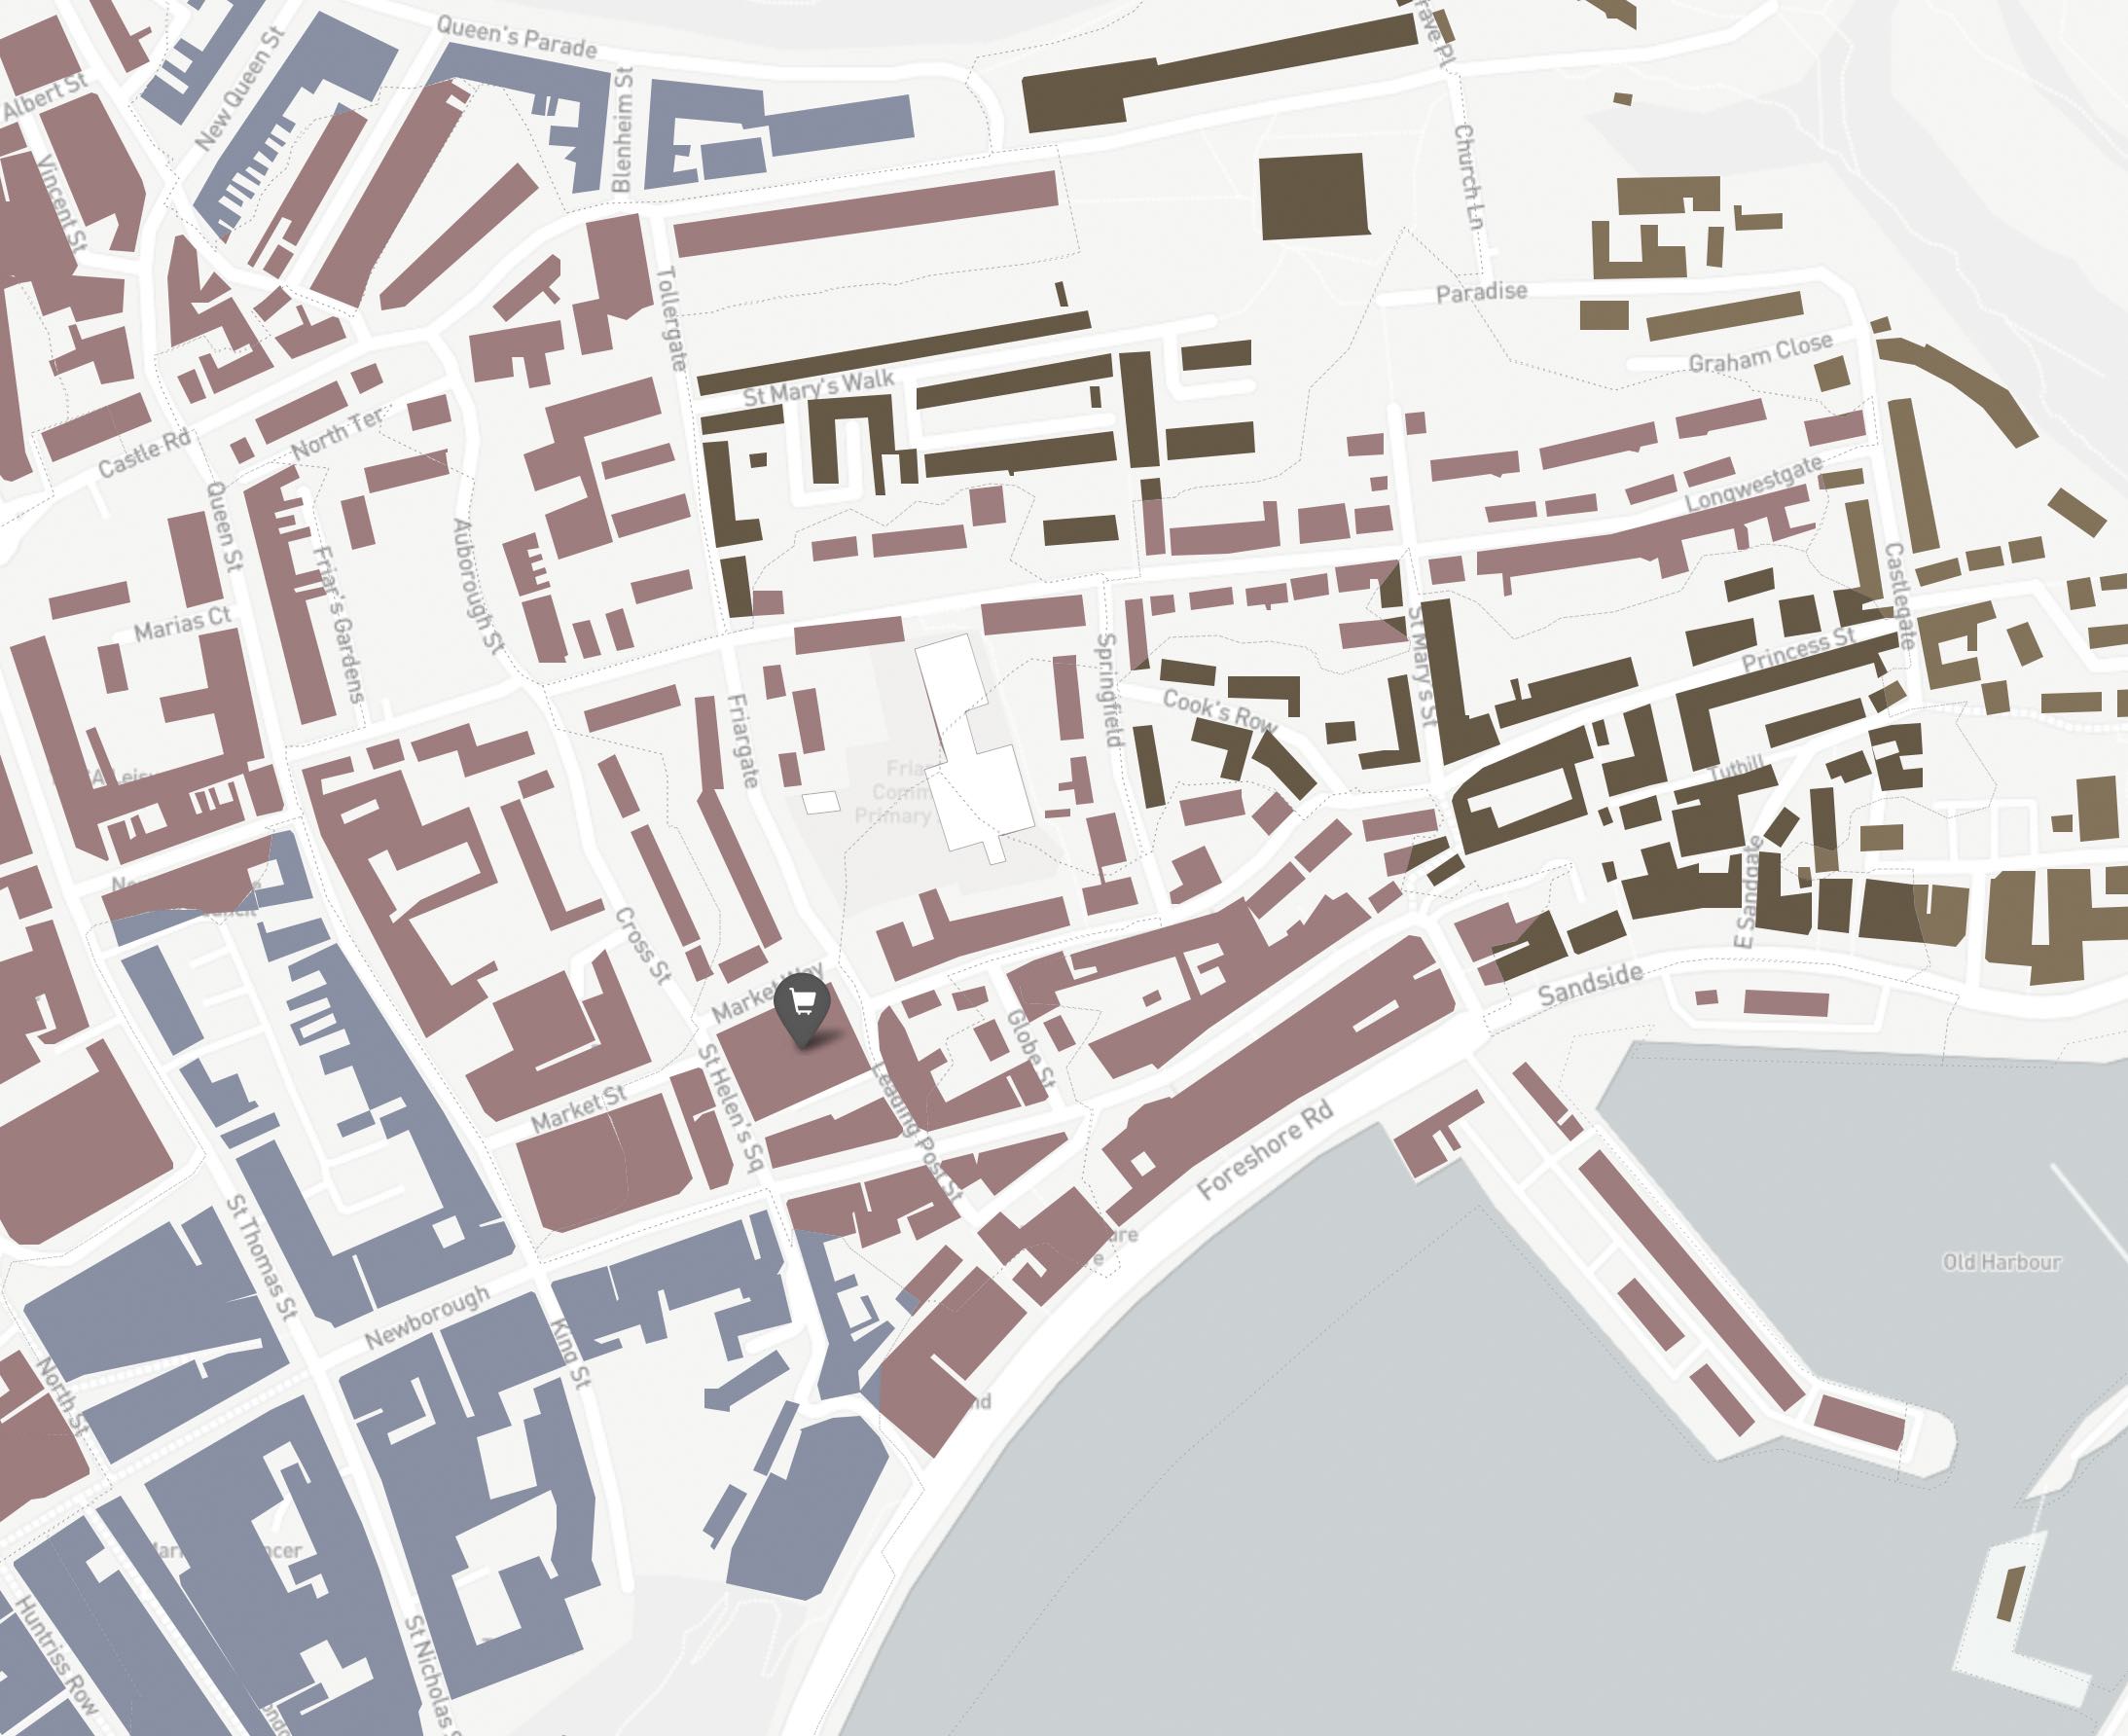 Queen's Parade
New Queen St
Albert St
Blenheim St
Church Ln
Vincent St
Tollergate
Paradise
Graham Close
St Mary's Walk
Castle Rd
North Ter
Longwestgate
Queen St
Auborough St
Friar's Gardens
Castlegate
Marias Ct
Springfield
St Mary's St
Princess St
Cook's Row
Friargate
Tuthill
Primary
E Sandgate
Cross St
Market Way
Sandside
Globe St
St Helen's Sq
Market St
Leading Post St
Foreshore Rd
Old Harbour
St Thomas St
Newborough
King St
North St
Huntriss Row
St Nicholas S